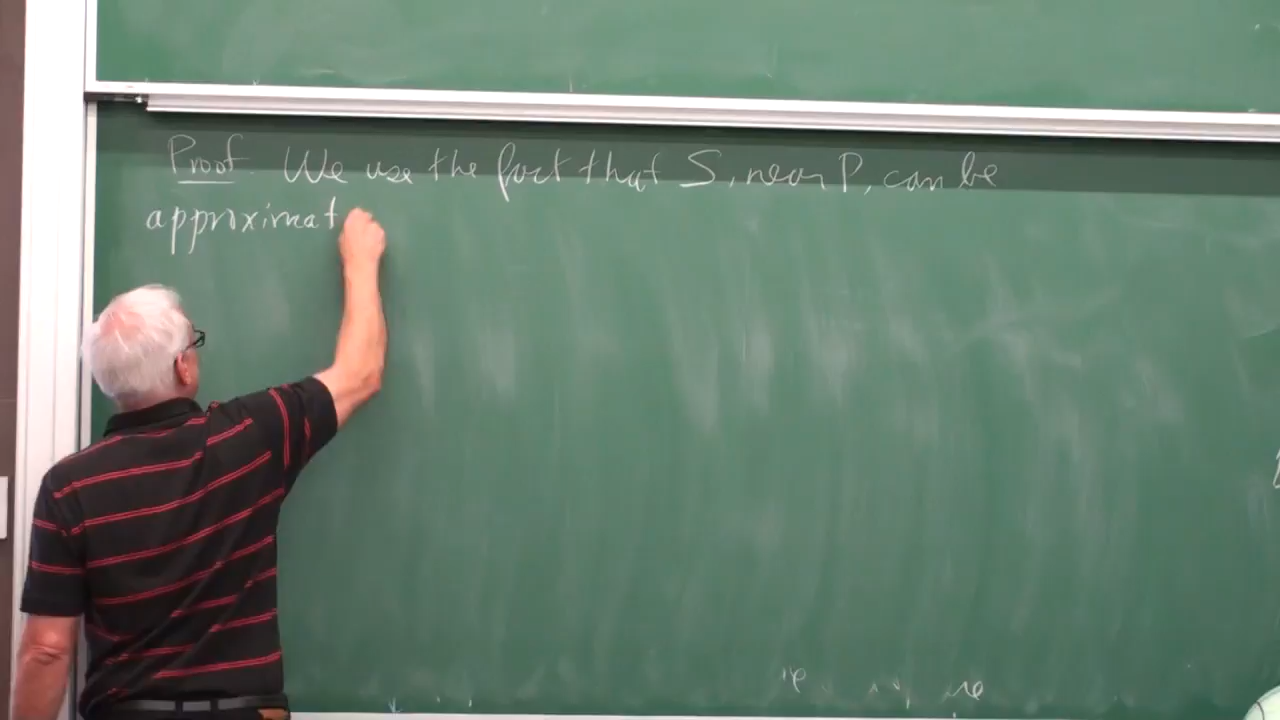 Proof. We use the fact that S, near P, can be
approximat